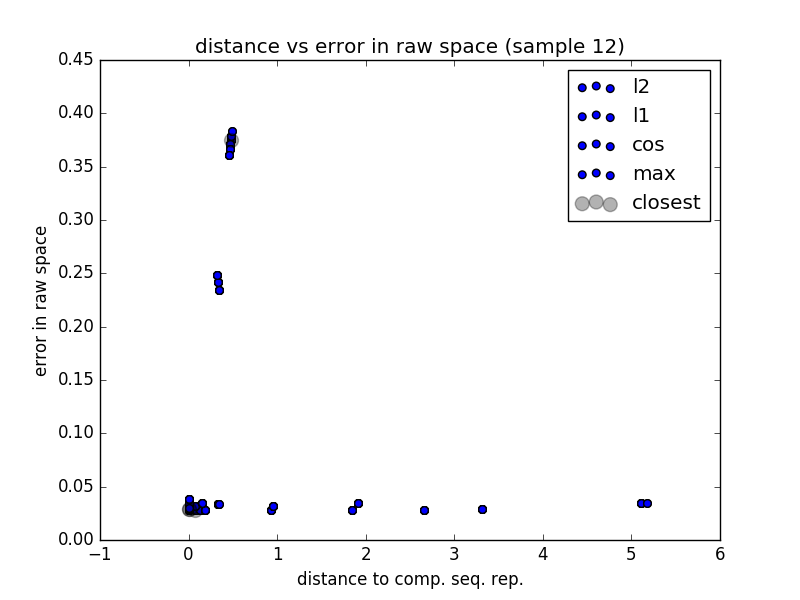 distance vs error in raw space (sample 12)
0.45
0.40
0.35
0.30
0.25
0.20
0.15
0.10
0.05
0.00
error in raw space
l2
l1
cos
max
closest
−1
0
1
2
3
4
5
6
distance to comp. seq. rep.